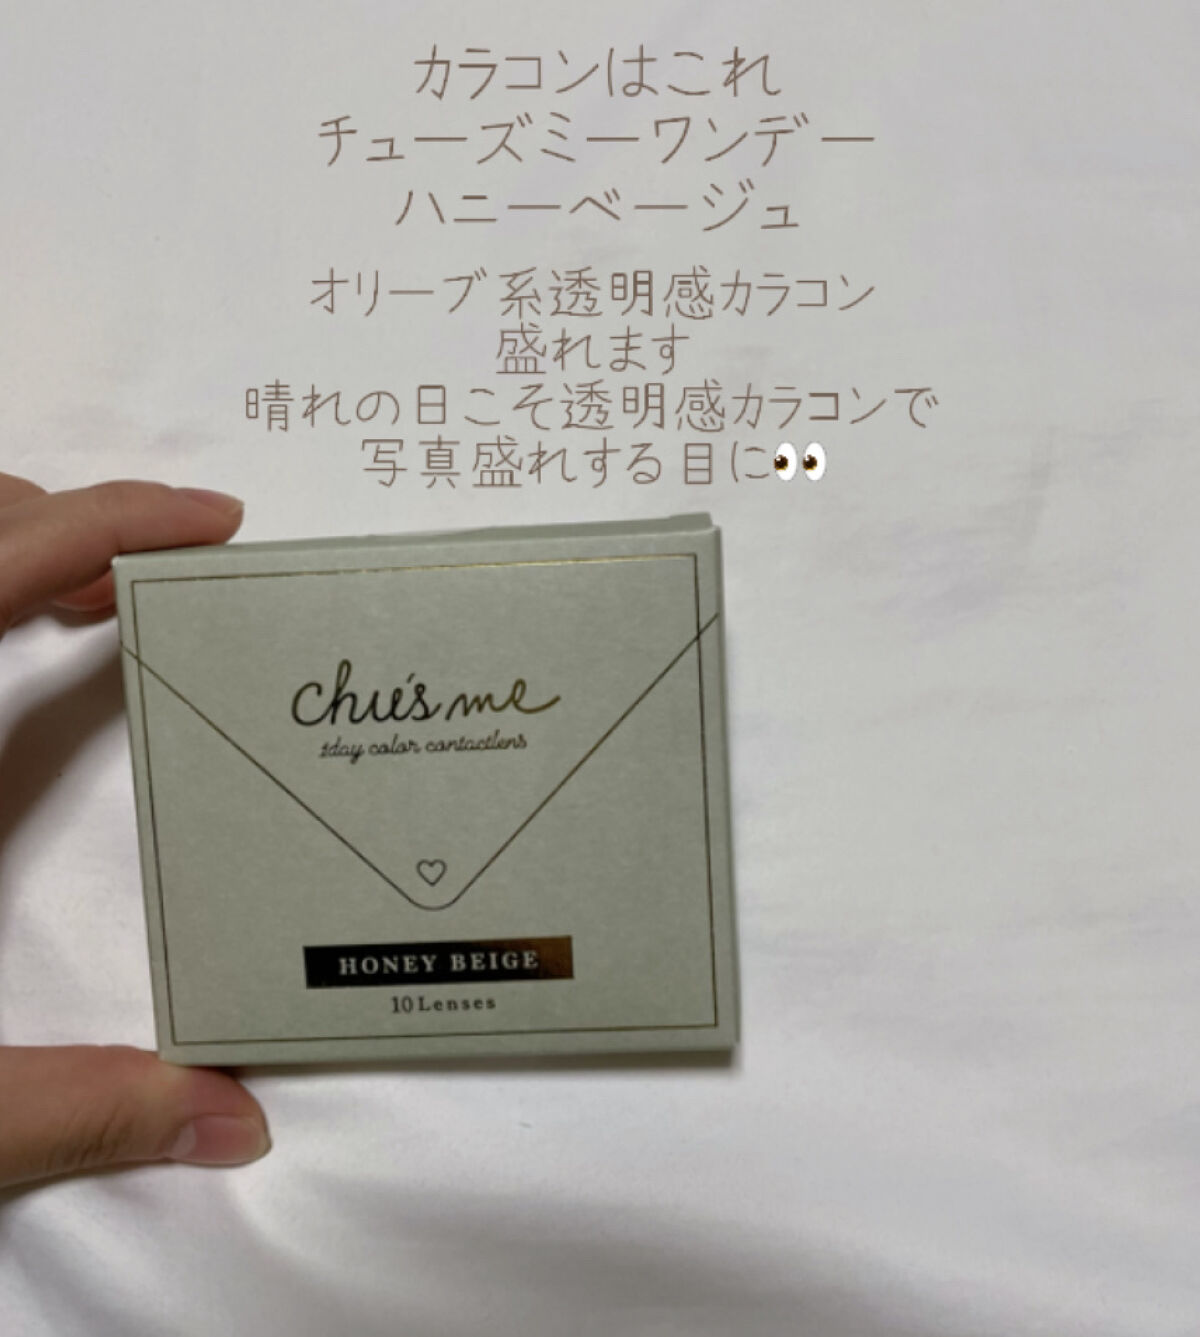 カラコンはこれ
チューズミーワンデー
ハニーベージュ
オリーブ系透明感カラコン
盛れます
晴れの日こそ透明感カラコンで
写真盛れする目に👀
chu's me
1day color contactlens
HONEY BEIGE
10Lenses